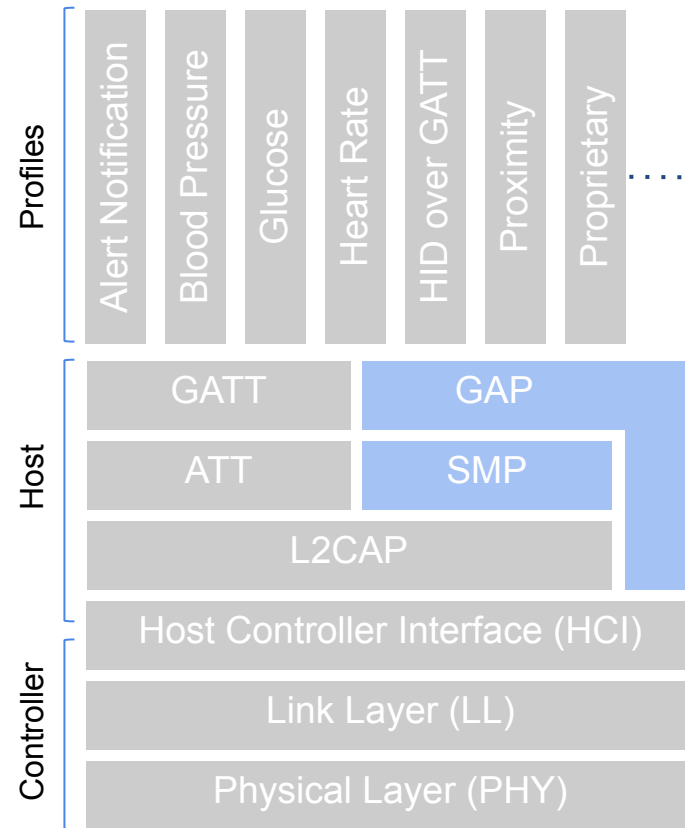 Profiles
Alert Notification
Blood Pressure
Glucose
Heart Rate
HID over GATT
Proximity
Proprietary
.....
Host
GATT
GAP
ATT
SMP
L2CAP
Host Controller Interface (HCI)
Controller
Link Layer (LL)
Physical Layer (PHY)